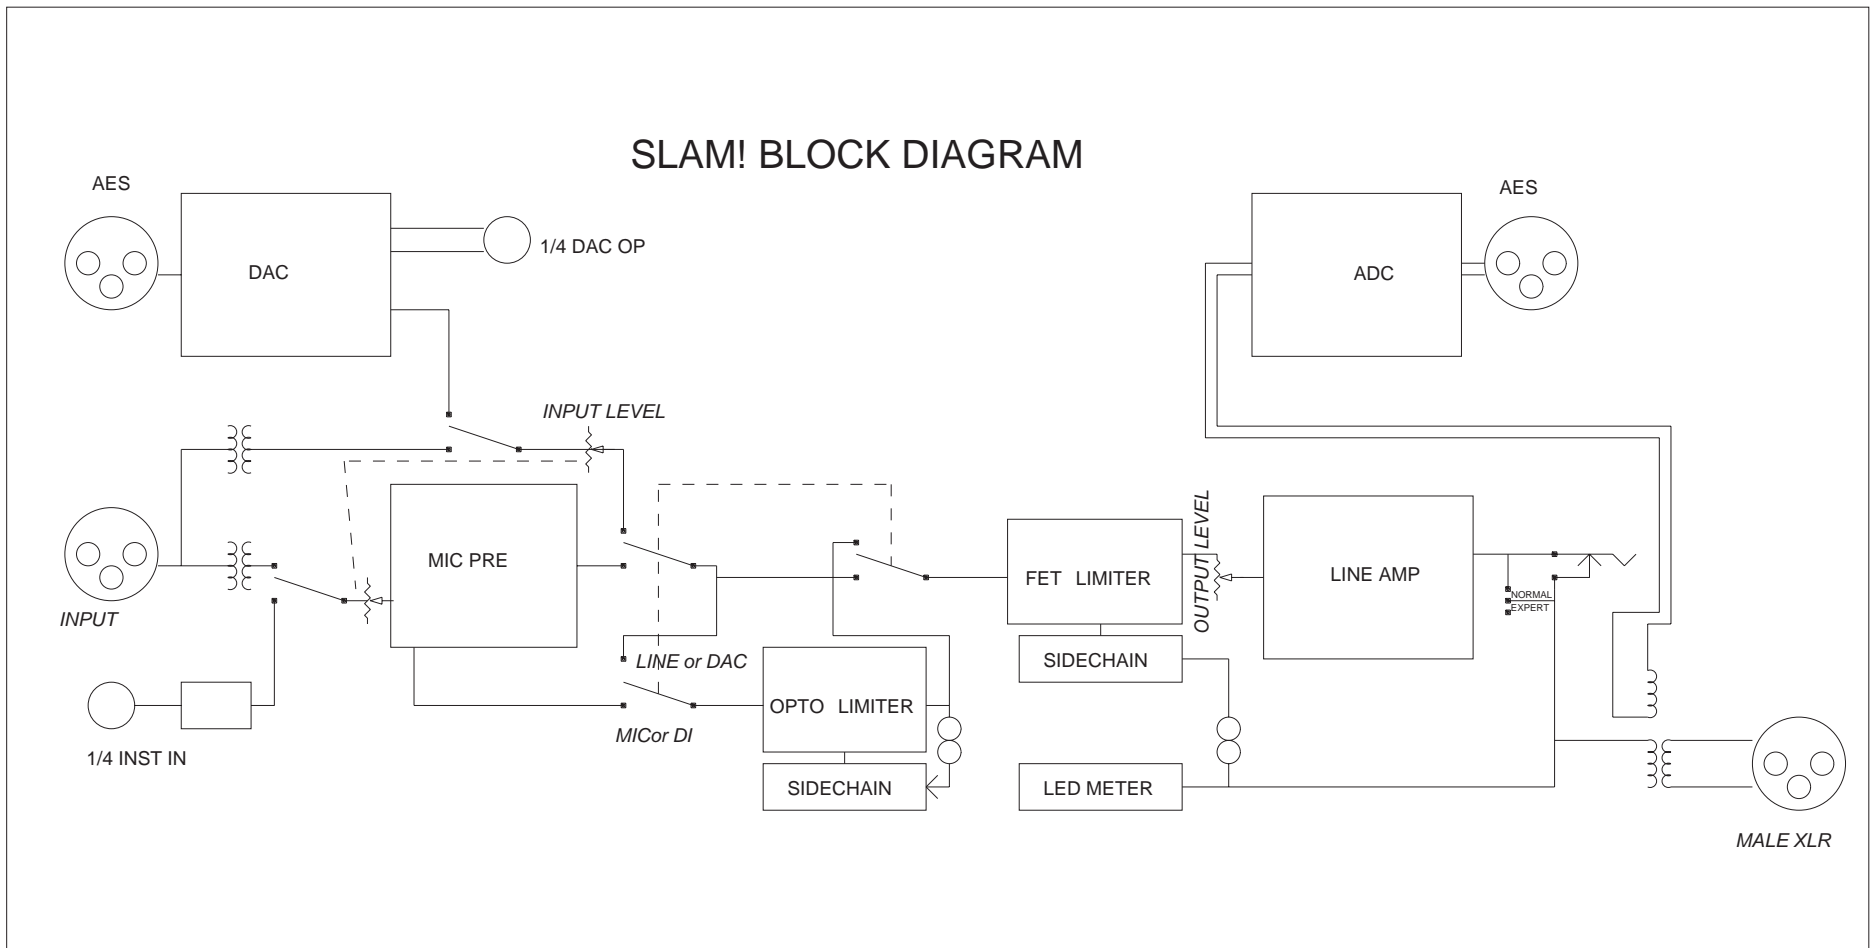 SLAM! BLOCK DIAGRAM
AES
AES
1/4 DAC OP
DAC
ADC
INPUT LEVEL
OUTPUT LEVEL
MIC PRE
FET LIMITER
LINE AMP
NORMAL
EXPERT
INPUT
LINE or DAC
SIDECHAIN
OPTO LIMITER
MICor DI
1/4 INST IN
SIDECHAIN
LED METER
MALE XLR